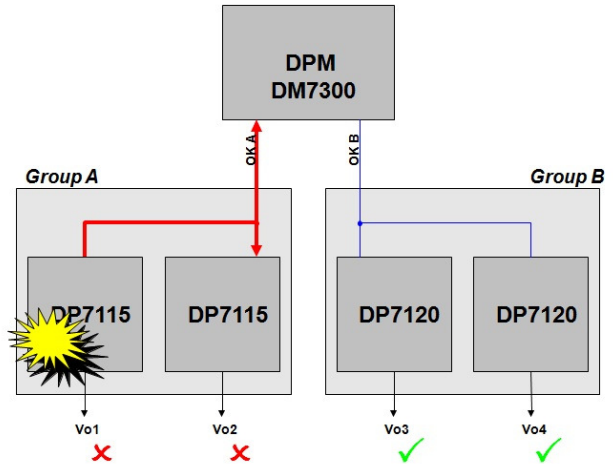 DPM
DM7300
OK A
OK B
Group A
Group B
DP7115
DP7115
DP7120
DP7120
Vo1
Vo2
Vo3
Vo4